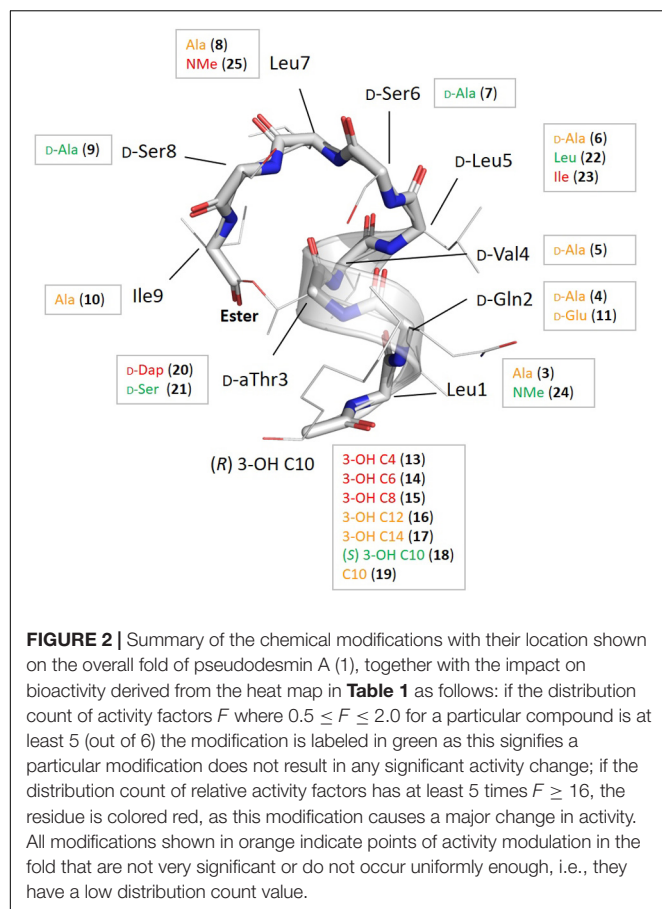 Ala (8)
NMe (25)
Leu7
D-Ser6
D-Ala (7)
D-Ala (9)
D-Ser8
D-Ala (6)
Leu (22)
Ile (23)
D-Leu5
D-Val4
D-Ala (5)
Ala (10)
Ile9
Ester
D-Gln2
D-Ala (4)
D-Glu (11)
D-Dap (20)
D-Ser (21)
D-aThr3
Leu1
Ala (3)
NMe (24)
(R) 3-OH C10
3-OH C4 (13)
3-OH C6 (14)
3-OH C8 (15)
3-OH C12 (16)
3-OH C14 (17)
(S) 3-OH C10 (18)
C10 (19)
FIGURE 2 | Summary of the chemical modifications with their location shown
on the overall fold of pseudodesmin A (1), together with the impact on
bioactivity derived from the heat map in Table 1 as follows: if the distribution
count of activity factors F where 0.5 ≤ F ≤ 2.0 for a particular compound is at
least 5 (out of 6) the modification is labeled in green as this signifies a
particular modification does not result in any significant activity change; if the
distribution count of relative activity factors has at least 5 times F ≥ 16, the
residue is colored red, as this modification causes a major change in activity.
All modifications shown in orange indicate points of activity modulation in the
fold that are not very significant or do not occur uniformly enough, i.e., they
have a low distribution count value.